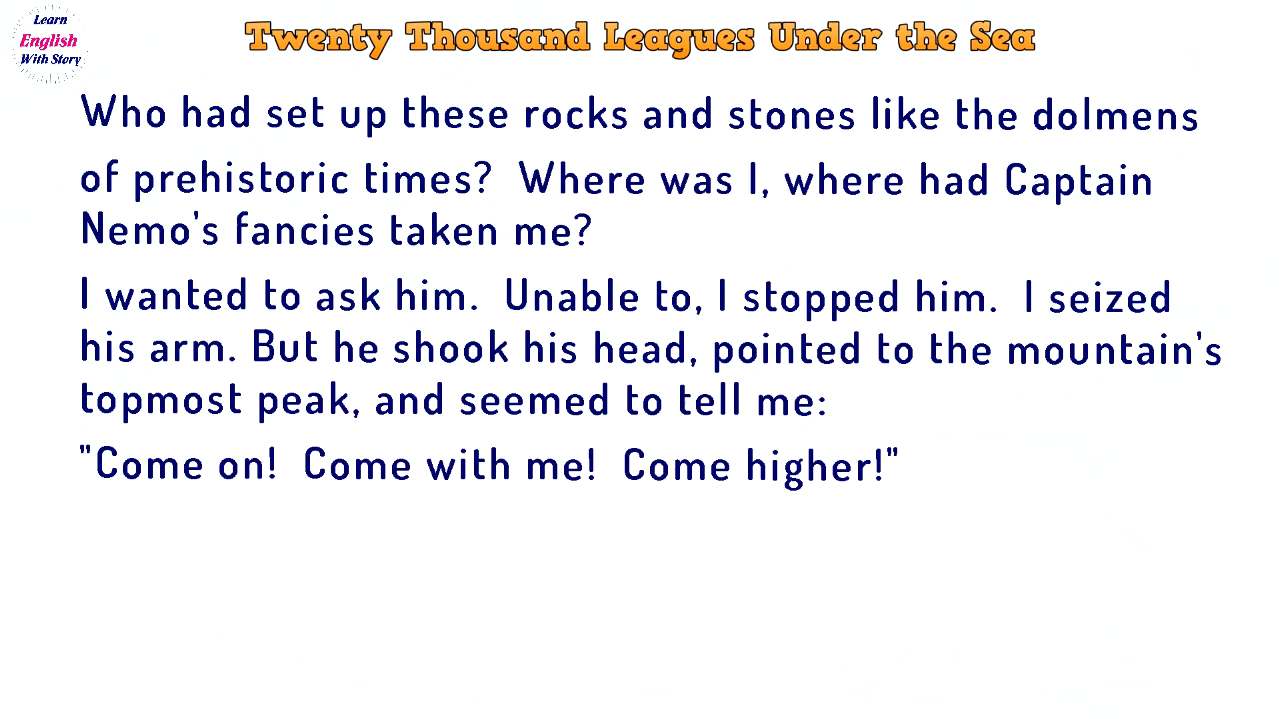 Learn
English
With Story
Twenty Thousand Leagues Under the Sea
Who had set up these rocks and stones like the dolmens
of prehistoric times?  Where was I, where had Captain
Nemo's fancies taken me?
I wanted to ask him.  Unable to, I stopped him.  I seized
his arm. But he shook his head, pointed to the mountain's
topmost peak, and seemed to tell me:
"Come on!  Come with me!  Come higher!"